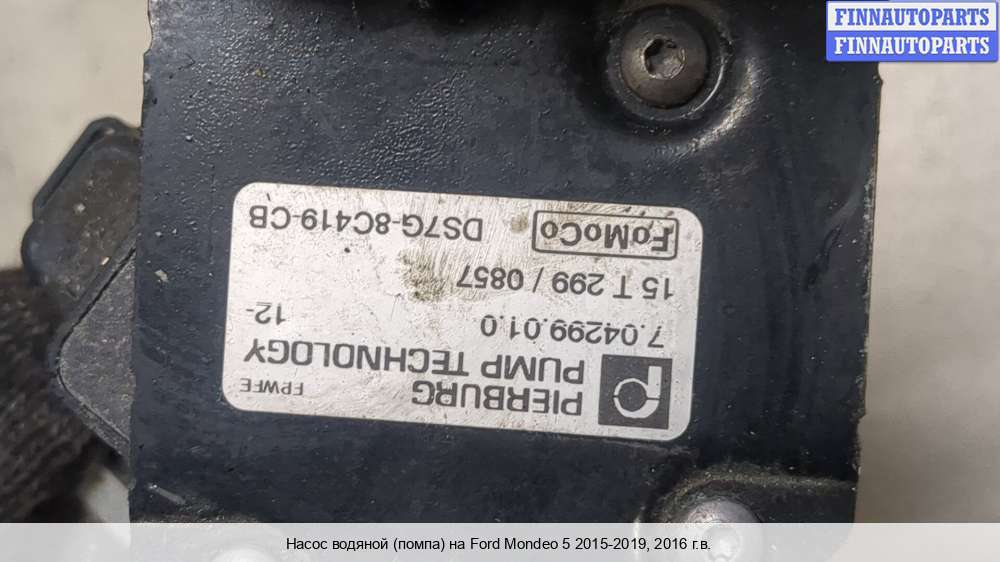 FINNAUTOPARTS
FINNAUTOPARTS
PIERBURG
PUMP TECHNOLOGY
FPWFE
7.04299.01.0
12-
15 T 299 / 0857
FoMoCo
DS7G-8C419-CB
Насос водяной (помпа) на Ford Mondeo 5 2015-2019, 2016 г.в.